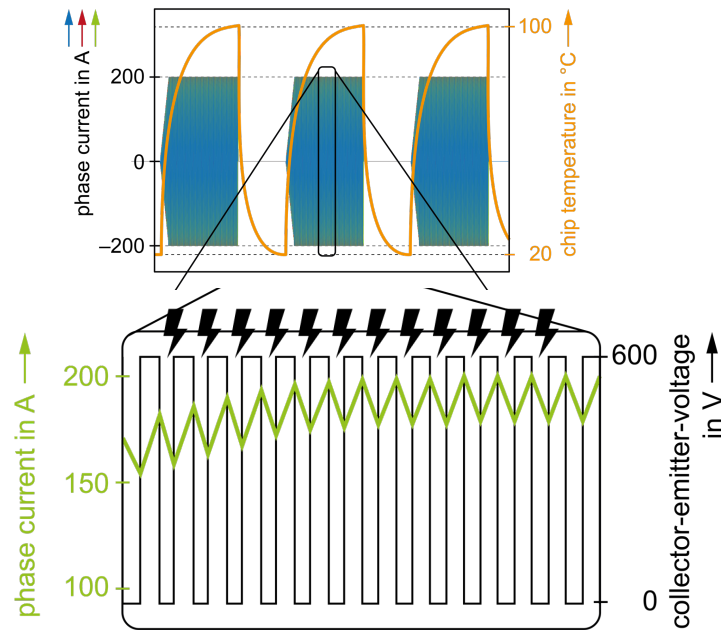 phase current in A
200
0
–200
100
20
chip temperature in °C
phase current in A
200
150
100
600
0
collector-emitter-voltage
in V